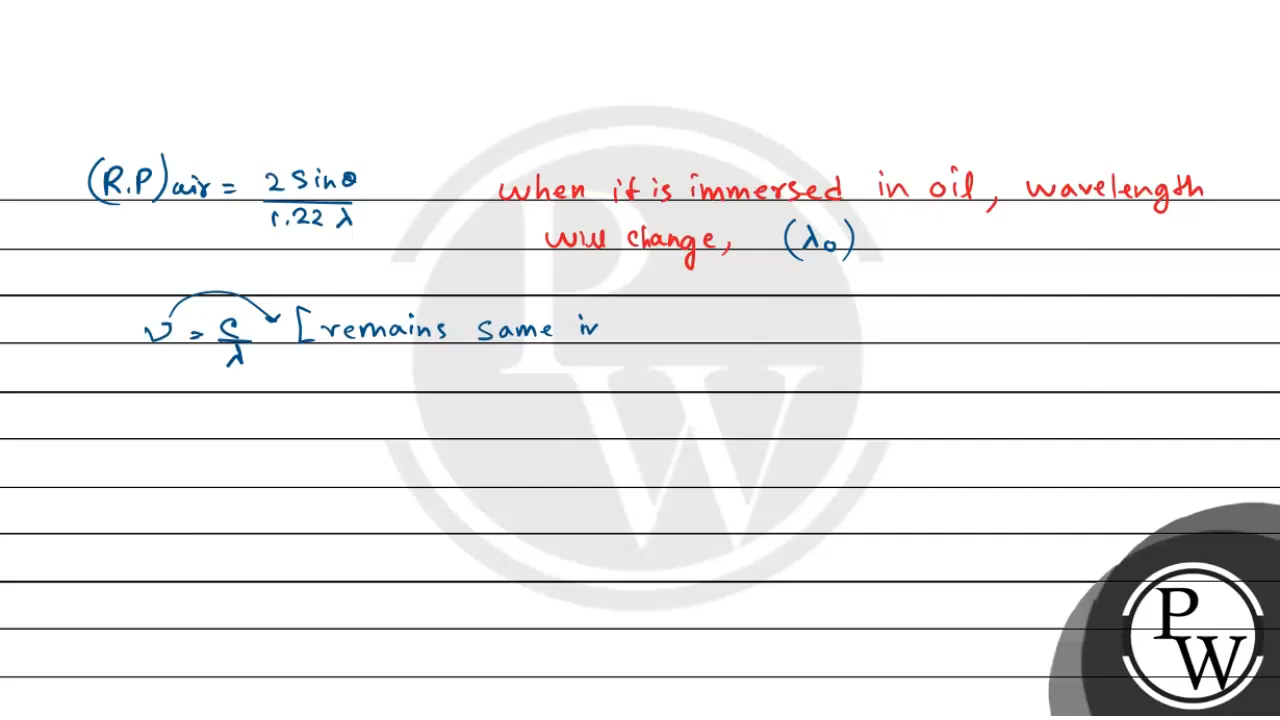 (R.P)air = 2 Sinθ / 1.22 λ
when it is immersed in oil, wavelength
will change, (λo)
ν = c / λ [remains same in
P
W
P
W